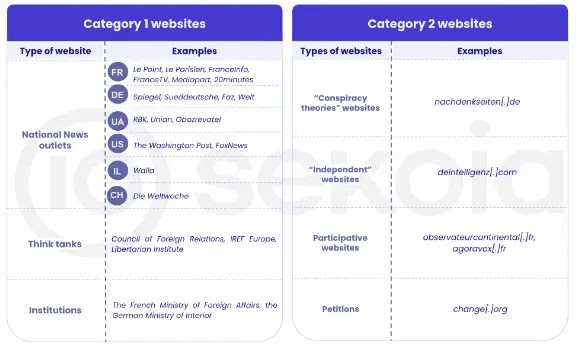 Category 1 websites
Type of website
Examples
National News
outlets
FR
Le Point, Le Parisien, FranceInfo,
FranceTV, Mediapart, 20minutes
DE
Spiegel, Sueddeutsche, Faz, Welt
UA
RBK, Unian, Obozrevatel
US
The Washington Post, FoxNews
IL
Walla
CH
Die Weltwoche
Think tanks
Council of Foreign Relations, IREF Europe,
Libertarian Institute
Institutions
The French Ministry of Foreign Affairs, the
German Ministry of Interior
Category 2 websites
Types of websites
Examples
“Conspiracy
theories” websites
nachdenkseiten[.]de
“Independent”
websites
deintelligenz[.]com
Participative
websites
observateurcontinental[.]fr,
agoravox[.]fr
Petitions
change[.]org
sekoia